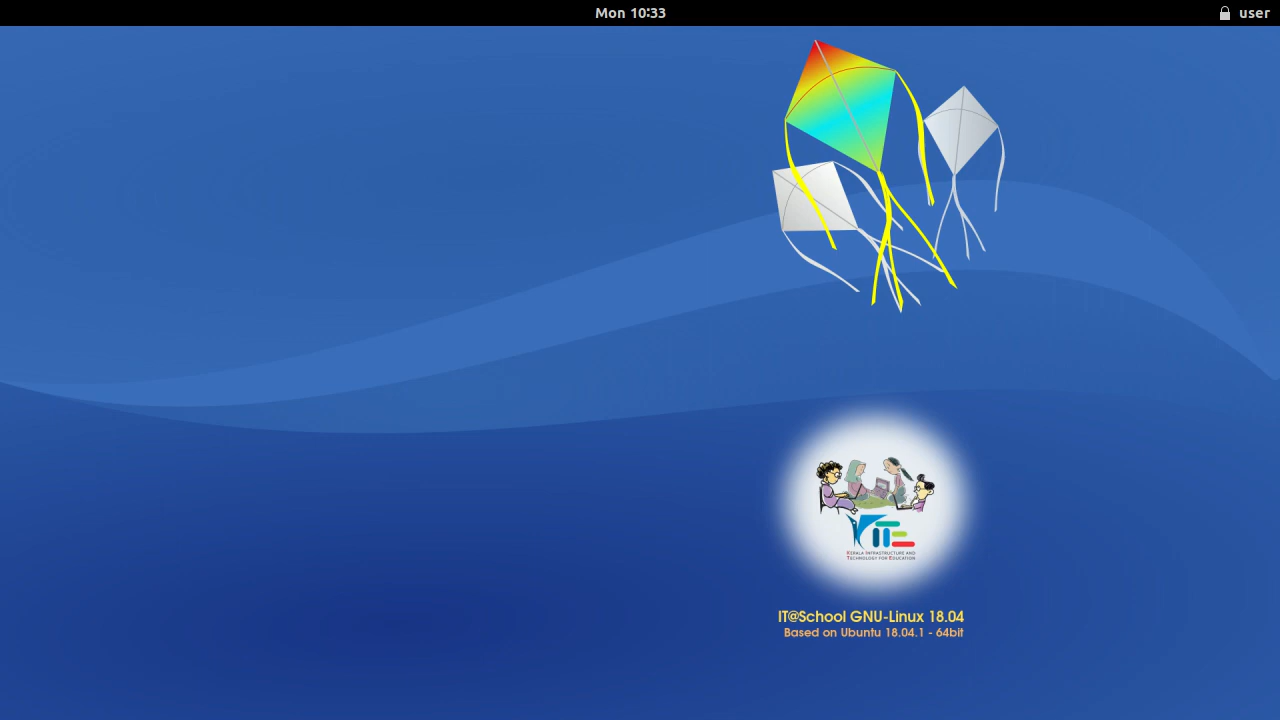 Mon 10:33
user
KITE
KERALA INFRASTRUCTURE AND
TECHNOLOGY FOR EDUCATION
IT@School GNU-Linux 18.04
Based on Ubuntu 18.04.1 - 64bit